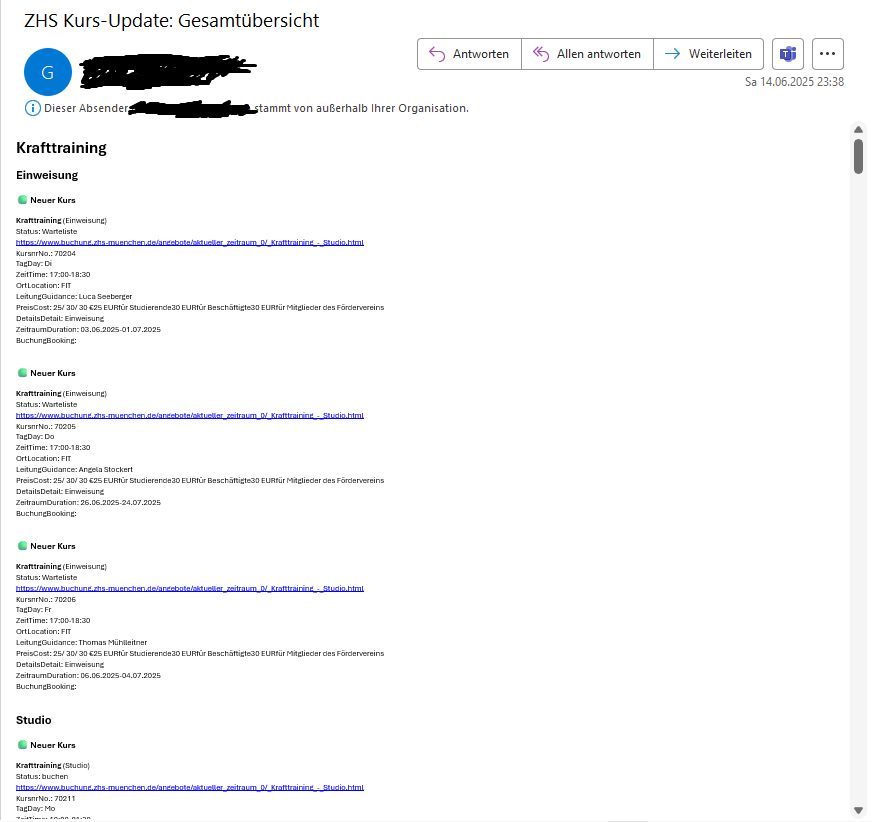 ZHS Kurs-Update: Gesamtübersicht
G
Antworten
Allen antworten
Weiterleiten
Sa 14.06.2025 23:38
Dieser Absender stammt von außerhalb Ihrer Organisation.
Krafttraining
Einweisung
Neuer Kurs
Krafttraining (Einweisung)
Status: Warteliste
https://www.buchung.zhs-muenchen.de/angebote/aktueller_zeitraum_0/_Krafttraining_-_Studio.html
KursnrNo.: 70204
TagDay: Di
ZeitTime: 17:00-18:30
OrtLocation: FIT
LeitungGuidance: Luca Seeberger
PreisCost: 25/ 30/ 30 €25 EURfür Studierende30 EURfür Beschäftigte30 EURfür Mitglieder des Fördervereins
DetailsDetail: Einweisung
ZeitraumDuration: 03.06.2025-01.07.2025
BuchungBooking:
Neuer Kurs
Krafttraining (Einweisung)
Status: Warteliste
https://www.buchung.zhs-muenchen.de/angebote/aktueller_zeitraum_0/_Krafttraining_-_Studio.html
KursnrNo.: 70205
TagDay: Do
ZeitTime: 17:00-18:30
OrtLocation: FIT
LeitungGuidance: Angela Stockert
PreisCost: 25/ 30/ 30 €25 EURfür Studierende30 EURfür Beschäftigte30 EURfür Mitglieder des Fördervereins
DetailsDetail: Einweisung
ZeitraumDuration: 26.06.2025-24.07.2025
BuchungBooking:
Neuer Kurs
Krafttraining (Einweisung)
Status: Warteliste
https://www.buchung.zhs-muenchen.de/angebote/aktueller_zeitraum_0/_Krafttraining_-_Studio.html
KursnrNo.: 70206
TagDay: Fr
ZeitTime: 17:00-18:30
OrtLocation: FIT
LeitungGuidance: Thomas Mühlleitner
PreisCost: 25/ 30/ 30 €25 EURfür Studierende30 EURfür Beschäftigte30 EURfür Mitglieder des Fördervereins
DetailsDetail: Einweisung
ZeitraumDuration: 06.06.2025-04.07.2025
BuchungBooking:
Studio
Neuer Kurs
Krafttraining (Studio)
Status: buchen
https://www.buchung.zhs-muenchen.de/angebote/aktueller_zeitraum_0/_Krafttraining_-_Studio.html
KursnrNo.: 70211
TagDay: Mo